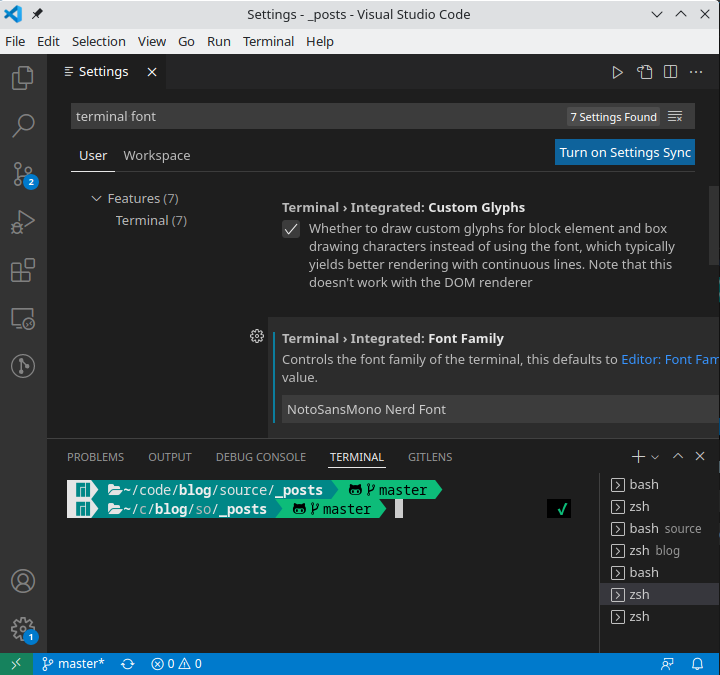 Settings - _posts - Visual Studio Code
File Edit Selection View Go Run Terminal Help
Settings
terminal font
7 Settings Found
User Workspace
Turn on Settings Sync
Features (7)
Terminal (7)
Terminal › Integrated: Custom Glyphs
Whether to draw custom glyphs for block element and box
drawing characters instead of using the font, which typically
yields better rendering with continuous lines. Note that this
doesn't work with the DOM renderer
Terminal › Integrated: Font Family
Controls the font family of the terminal, this defaults to Editor: Font Fam
value.
NotoSansMono Nerd Font
PROBLEMS OUTPUT DEBUG CONSOLE TERMINAL GITLENS
~/code/blog/source/_posts master
~/c/blog/so/_posts master ✓
bash
zsh
bash source
zsh blog
bash
zsh
zsh
2
1
master* 0 0